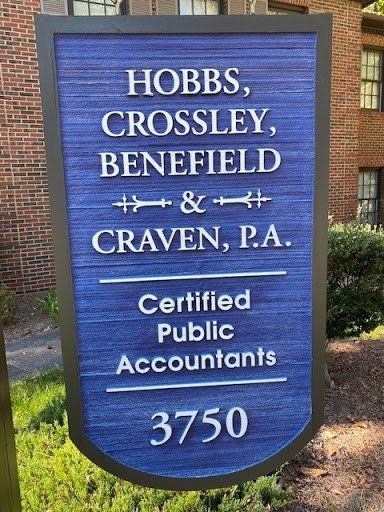 HOBBS,
CROSSLEY,
BENEFIELD
&
CRAVEN, P.A.
Certified
Public
Accountants
3750